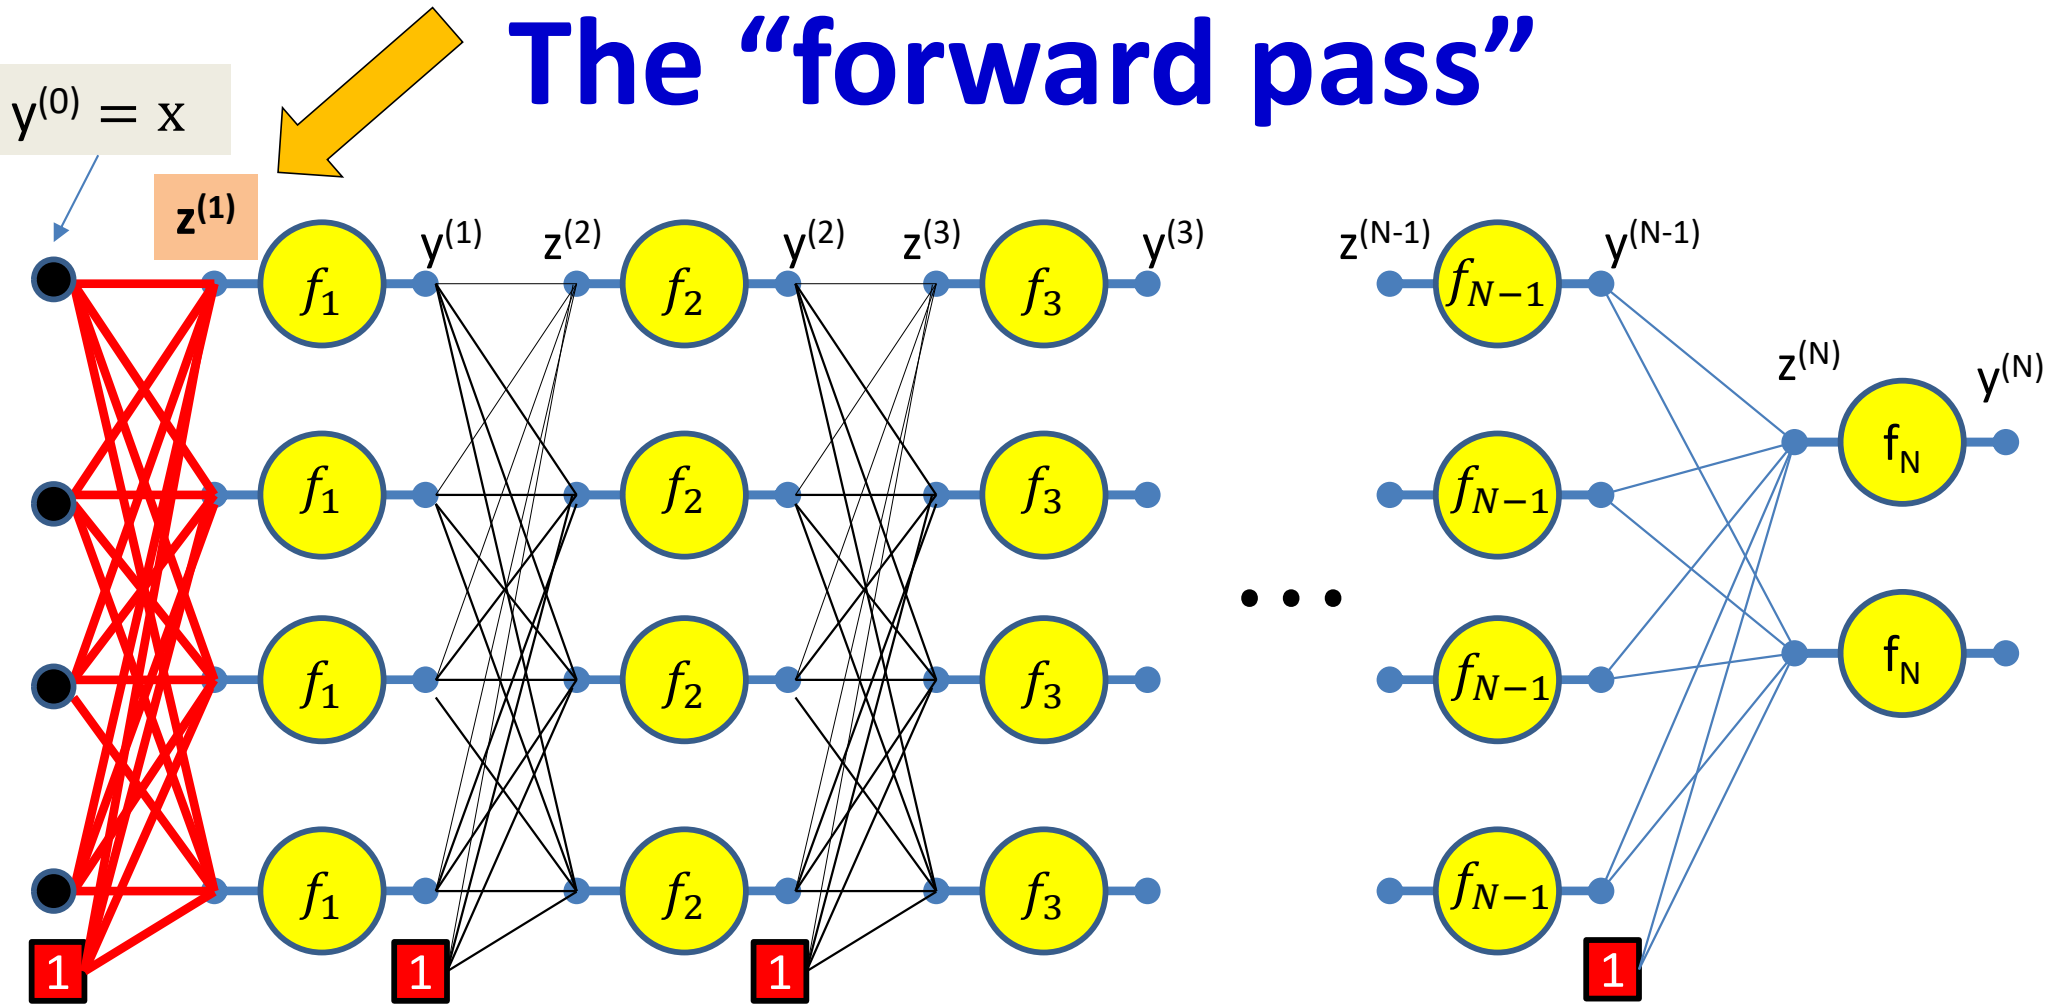 The “forward pass”
y(0) = x
z(1)
y(1) z(2) y(2) z(3) y(3) z(N-1) y(N-1)
f1 f2 f3 fN−1
z(N) y(N)
fN
f1 f2 f3 fN−1
...
f1 f2 f3 fN−1
fN
f1 f2 f3 fN−1
1 1 1 1